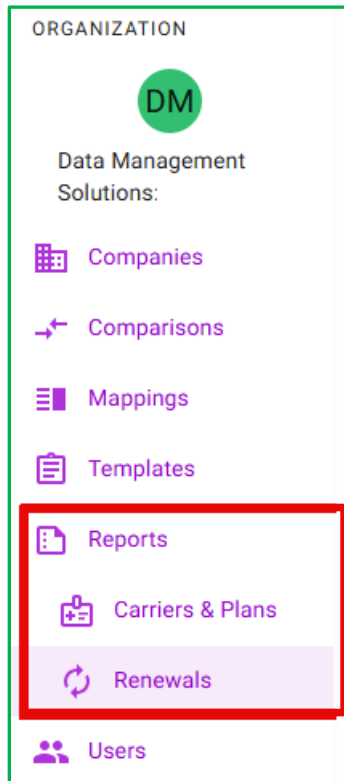 ORGANIZATION
DM
Data Management
Solutions:
Companies
Comparisons
Mappings
Templates
Reports
Carriers & Plans
Renewals
Users